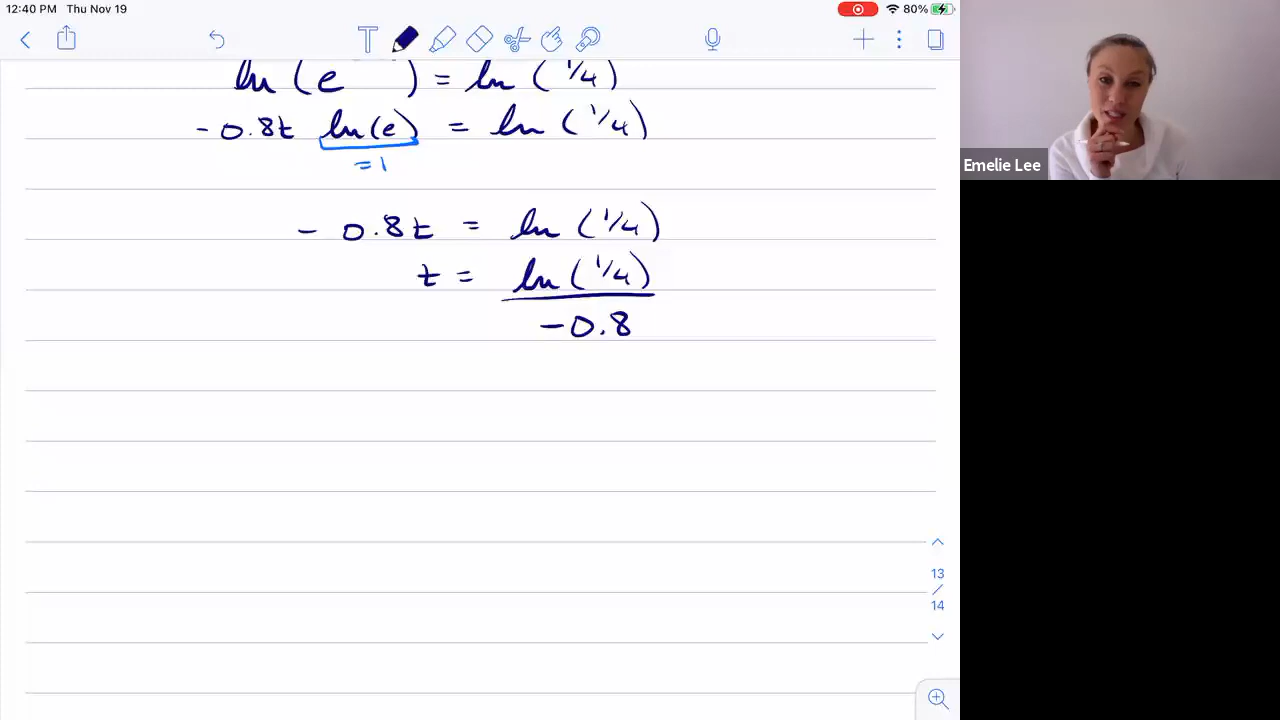 12:40 PM Thu Nov 19
80%
T
ln (e ) = ln (1/4)
-0.8t ln(e) = ln (1/4)
=1
-0.8t = ln (1/4)
t = ln (1/4)
-0.8
Emelie Lee
13
/
14